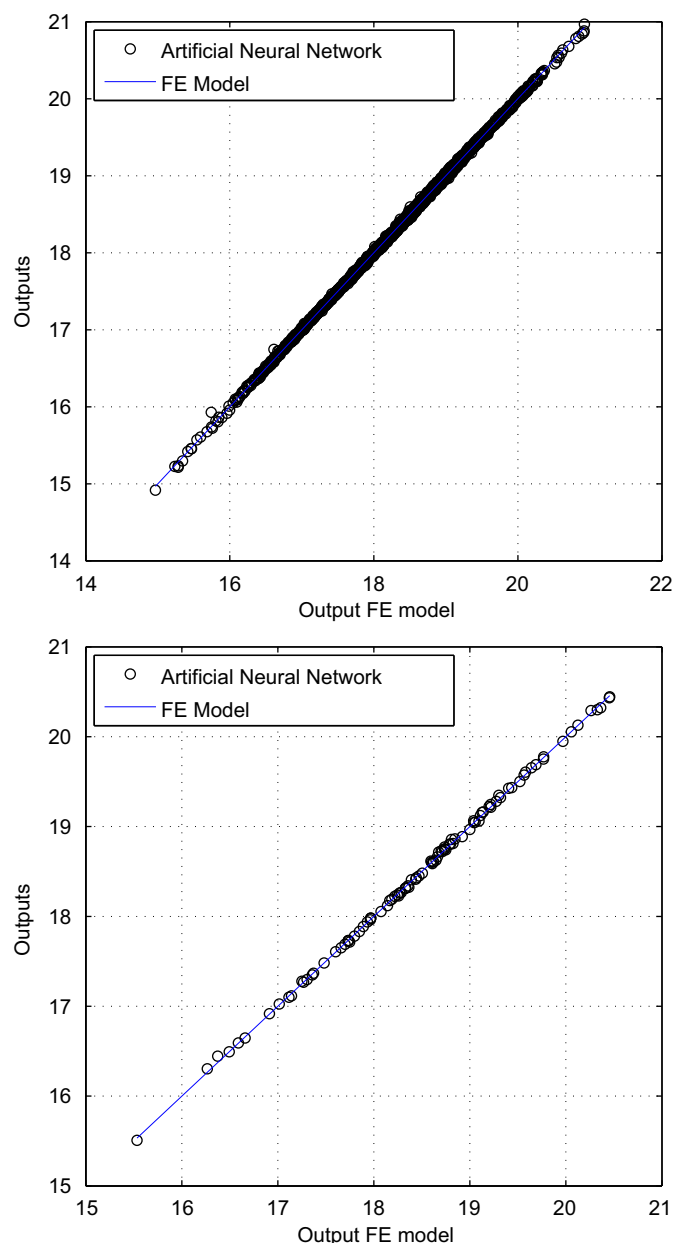 21
Artificial Neural Network
FE Model
20
19
18
Outputs
17
16
15
14
14 16 18 20 22
Output FE model
21
Artificial Neural Network
FE Model
20
19
Outputs
18
17
16
15
15 16 17 18 19 20 21
Output FE model